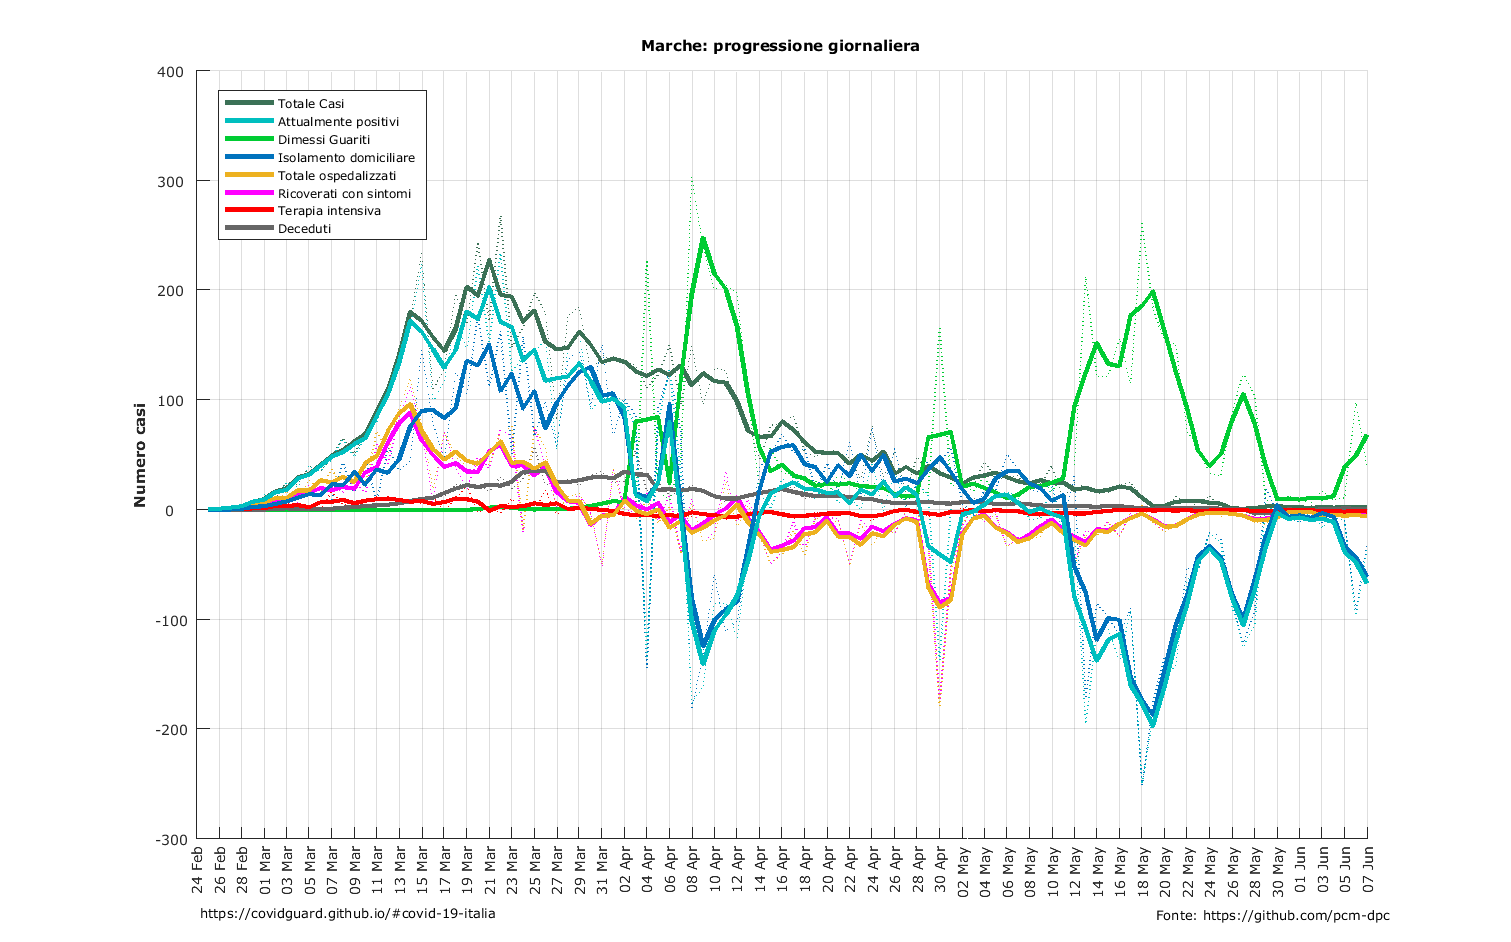 Marche: progressione giornaliera
Numero casi
400
300
200
100
0
-100
-200
-300
Totale Casi
Attualmente positivi
Dimessi Guariti
Isolamento domiciliare
Totale ospedalizzati
Ricoverati con sintomi
Terapia intensiva
Deceduti
24 Feb
26 Feb
28 Feb
01 Mar
03 Mar
05 Mar
07 Mar
09 Mar
11 Mar
13 Mar
15 Mar
17 Mar
19 Mar
21 Mar
23 Mar
25 Mar
27 Mar
29 Mar
31 Mar
02 Apr
04 Apr
06 Apr
08 Apr
10 Apr
12 Apr
14 Apr
16 Apr
18 Apr
20 Apr
22 Apr
24 Apr
26 Apr
28 Apr
30 Apr
02 May
04 May
06 May
08 May
10 May
12 May
14 May
16 May
18 May
20 May
22 May
24 May
26 May
28 May
30 May
01 Jun
03 Jun
05 Jun
07 Jun
https://covidguard.github.io/#covid-19-italia
Fonte: https://github.com/pcm-dpc